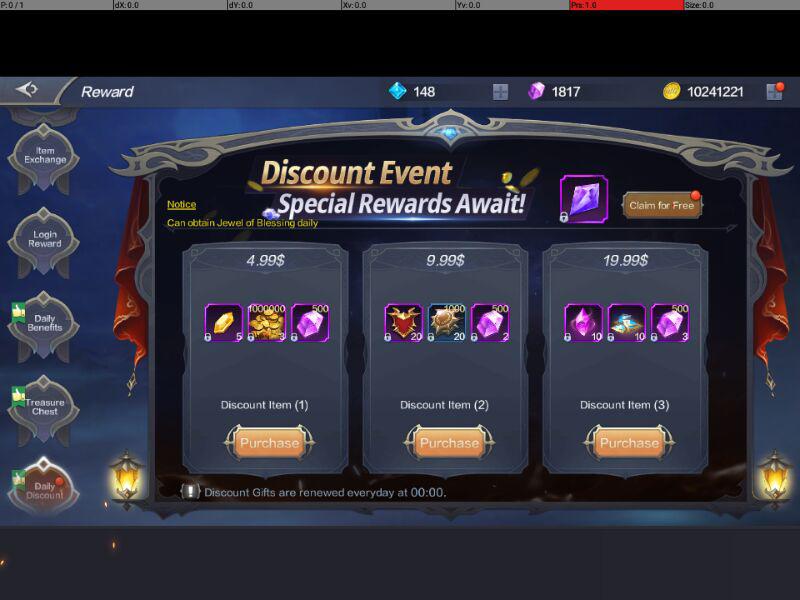 P: 0 / 1 dX: 0.0 dY: 0.0 Xv: 0.0 Yv: 0.0 Prs: 1.0 Size: 0.0
Reward 148 1817 10241221
Item
Exchange
Login
Reward
Daily
Benefits
Treasure
Chest
Daily
Discount
Discount Event
Special Rewards Await!
Notice
Can obtain Jewel of Blessing daily
Claim for Free
4.99$
5
1000000
3
500
2
Discount Item (1)
Purchase
9.99$
20
1000
20
500
2
Discount Item (2)
Purchase
19.99$
10
10
500
3
Discount Item (3)
Purchase
! Discount Gifts are renewed everyday at 00:00.